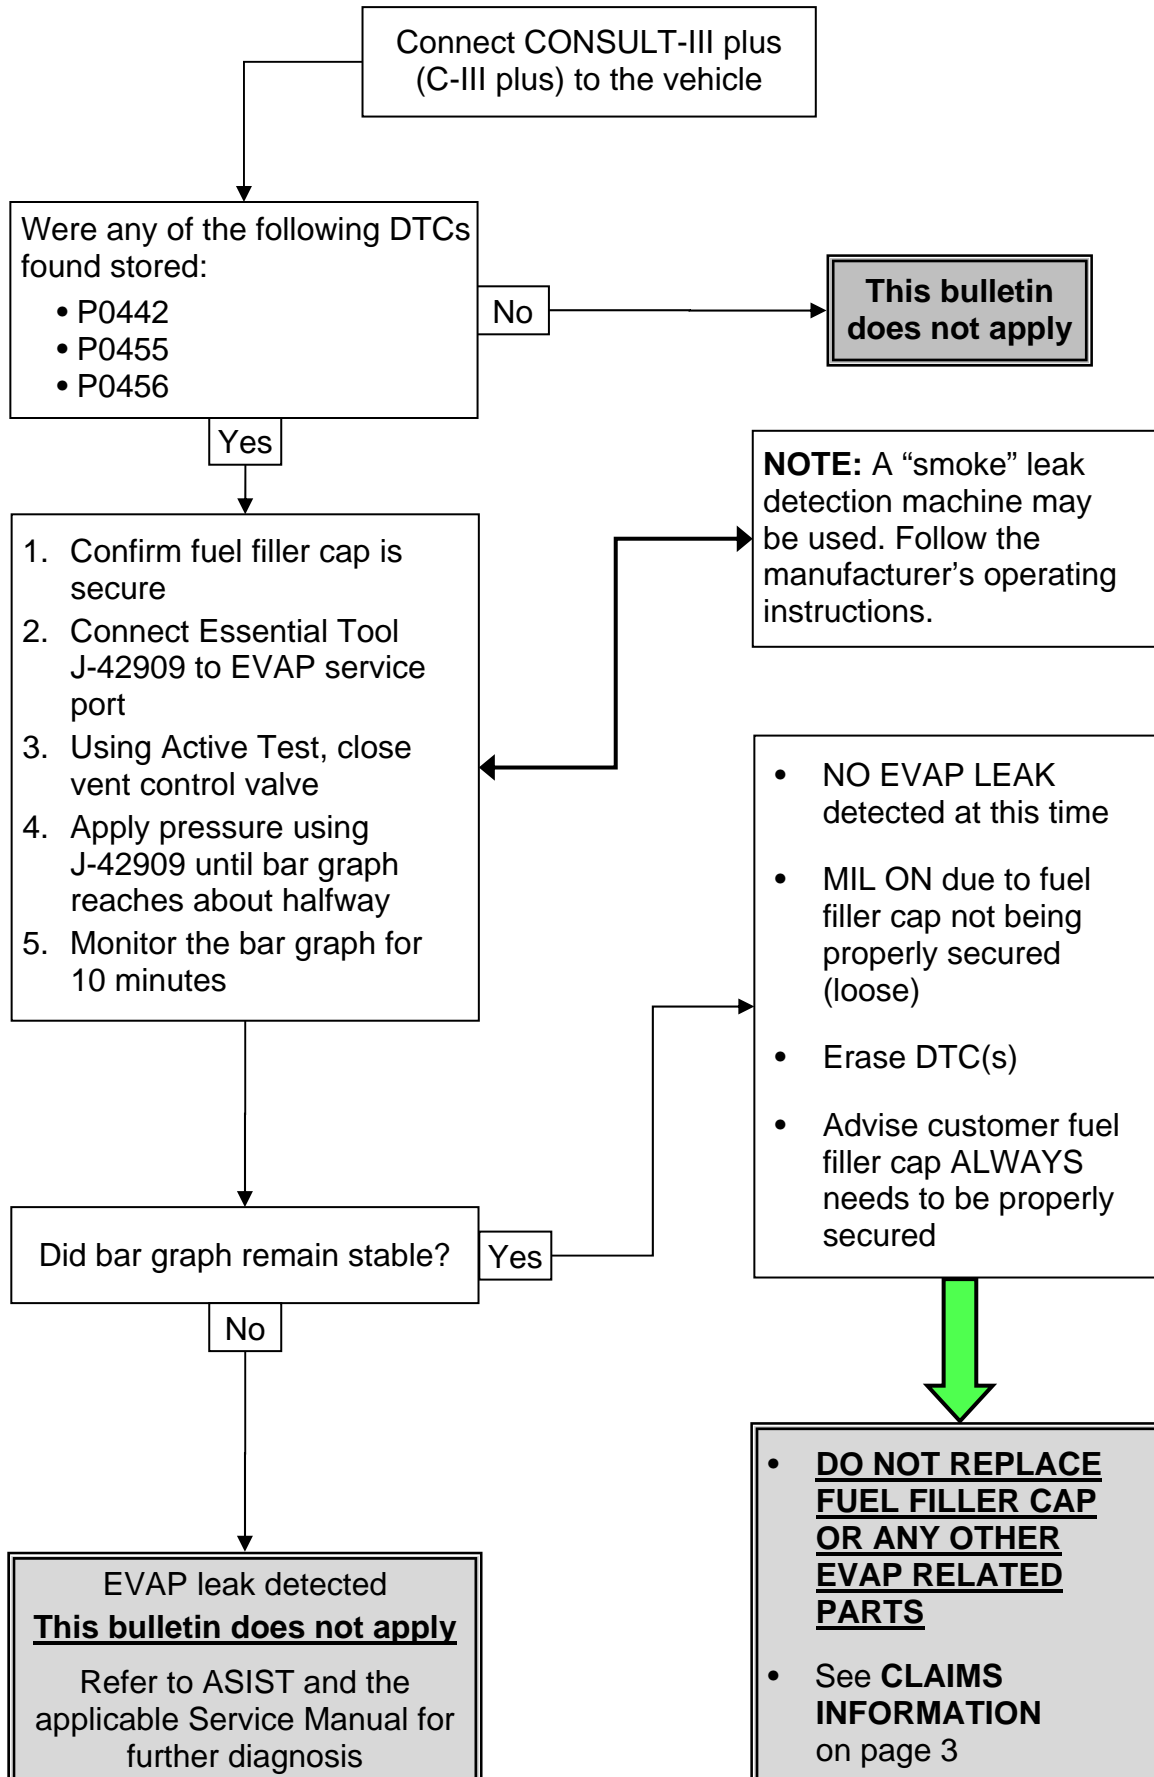 Connect CONSULT-III plus
(C-III plus) to the vehicle
Were any of the following DTCs
found stored:
• P0442
• P0455
• P0456
No
This bulletin
does not apply
Yes
NOTE: A “smoke” leak
detection machine may
be used. Follow the
manufacturer’s operating
instructions.
1. Confirm fuel filler cap is
secure
2. Connect Essential Tool
J-42909 to EVAP service
port
3. Using Active Test, close
vent control valve
4. Apply pressure using
J-42909 until bar graph
reaches about halfway
5. Monitor the bar graph for
10 minutes
• NO EVAP LEAK
detected at this time
• MIL ON due to fuel
filler cap not being
properly secured
(loose)
• Erase DTC(s)
• Advise customer fuel
filler cap ALWAYS
needs to be properly
secured
Did bar graph remain stable?
Yes
No
EVAP leak detected
This bulletin does not apply
Refer to ASIST and the
applicable Service Manual for
further diagnosis
• DO NOT REPLACE
FUEL FILLER CAP
OR ANY OTHER
EVAP RELATED
PARTS
• See CLAIMS
INFORMATION
on page 3